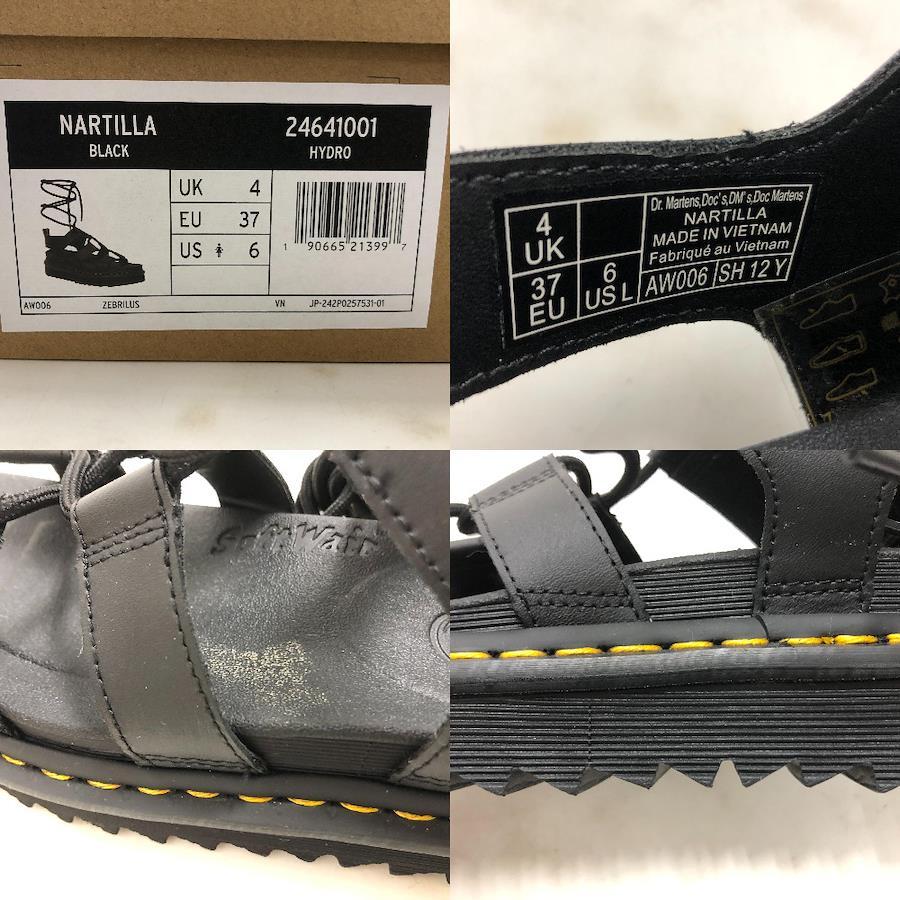 NARTILLA 24641001
BLACK HYDRO
UK 4
EU 37
US 6
1 90665 21399 7
AW006 ZEBRILUS VN JP-242P0257531-01
Dr. Martens,Doc's,DM's,Doc Martens
NARTILLA
MADE IN VIETNAM
Fabriqué au Vietnam
4
UK
37
EU
6
US L
AW006 SH 12 Y
SoftWair